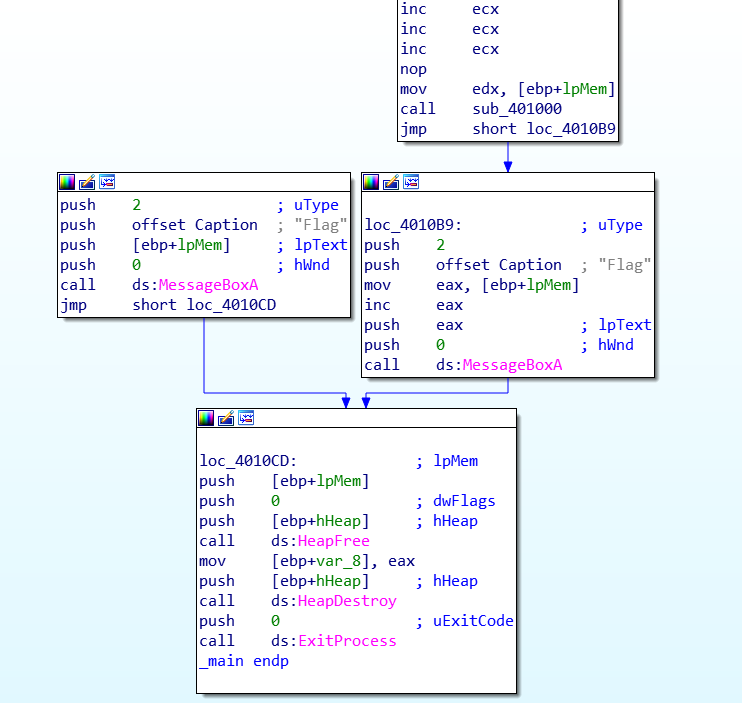 inc ecx
inc ecx
inc ecx
nop
mov edx, [ebp+lpMem]
call sub_401000
jmp short loc_4010B9
push 2 ; uType
push offset Caption ; "Flag"
push [ebp+lpMem] ; lpText
push 0 ; hWnd
call ds:MessageBoxA
jmp short loc_4010CD
loc_4010B9: ; uType
push 2
push offset Caption ; "Flag"
mov eax, [ebp+lpMem]
inc eax
push eax ; lpText
push 0 ; hWnd
call ds:MessageBoxA
loc_4010CD: ; lpMem
push [ebp+lpMem]
push 0 ; dwFlags
push [ebp+hHeap] ; hHeap
call ds:HeapFree
mov [ebp+var_8], eax
push [ebp+hHeap] ; hHeap
call ds:HeapDestroy
push 0 ; uExitCode
call ds:ExitProcess
_main endp